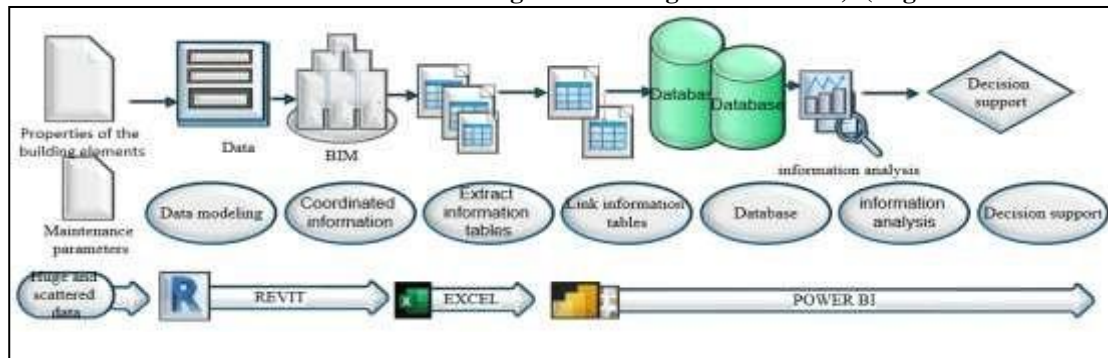 Properties of the
building elements
Data
BIM
Database
Database
information analysis
Decision
support
Maintenance
parameters
Data modeling
Coordinated
information
Extract
information
tables
Link information
tables
Database
information
analysis
Decision support
Huge and
scattered
data
REVIT
EXCEL
POWER BI